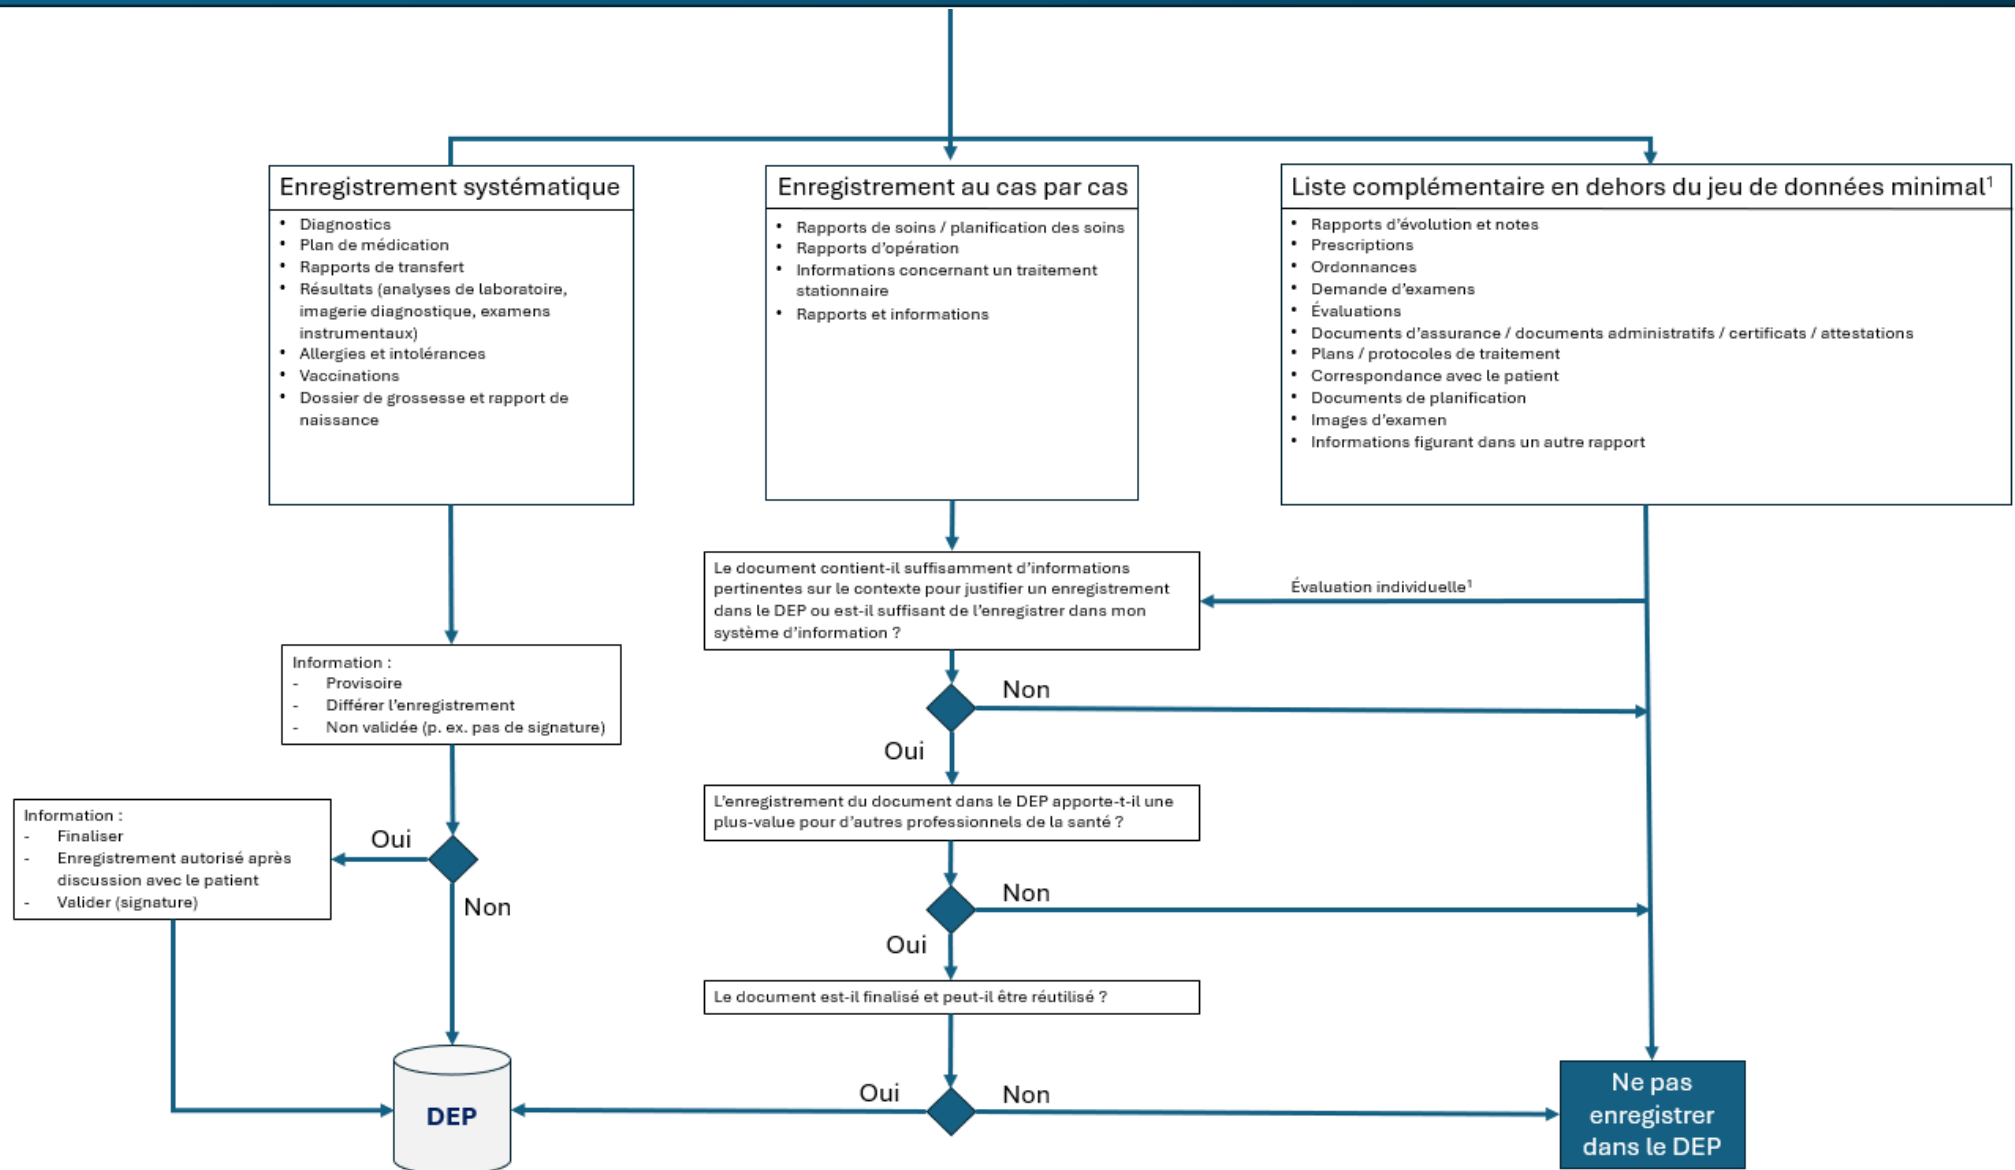 Enregistrement systématique
• Diagnostics
• Plan de médication
• Rapports de transfert
• Résultats (analyses de laboratoire,
imagerie diagnostique, examens
instrumentaux)
• Allergies et intolérances
• Vaccinations
• Dossier de grossesse et rapport de
naissance
Enregistrement au cas par cas
• Rapports de soins / planification des soins
• Rapports d'opération
• Informations concernant un traitement
stationnaire
• Rapports et informations
Liste complémentaire en dehors du jeu de données minimal¹
• Rapports d'évolution et notes
• Prescriptions
• Ordonnances
• Demande d'examens
• Évaluations
• Documents d'assurance / documents administratifs / certificats / attestations
• Plans / protocoles de traitement
• Correspondance avec le patient
• Documents de planification
• Images d'examen
• Informations figurant dans un autre rapport
Le document contient-il suffisamment d'informations
pertinentes sur le contexte pour justifier un enregistrement
dans le DEP ou est-il suffisant de l'enregistrer dans mon
système d'information ?
Évaluation individuelle¹
Information :
- Provisoire
- Différer l'enregistrement
- Non validée (p. ex. pas de signature)
Non
Oui
L'enregistrement du document dans le DEP apporte-t-il une
plus-value pour d'autres professionnels de la santé ?
Information :
- Finaliser
- Enregistrement autorisé après
discussion avec le patient
- Valider (signature)
Oui
Non
Non
Oui
Le document est-il finalisé et peut-il être réutilisé ?
Oui
Non
DEP
Ne pas
enregistrer
dans le DEP